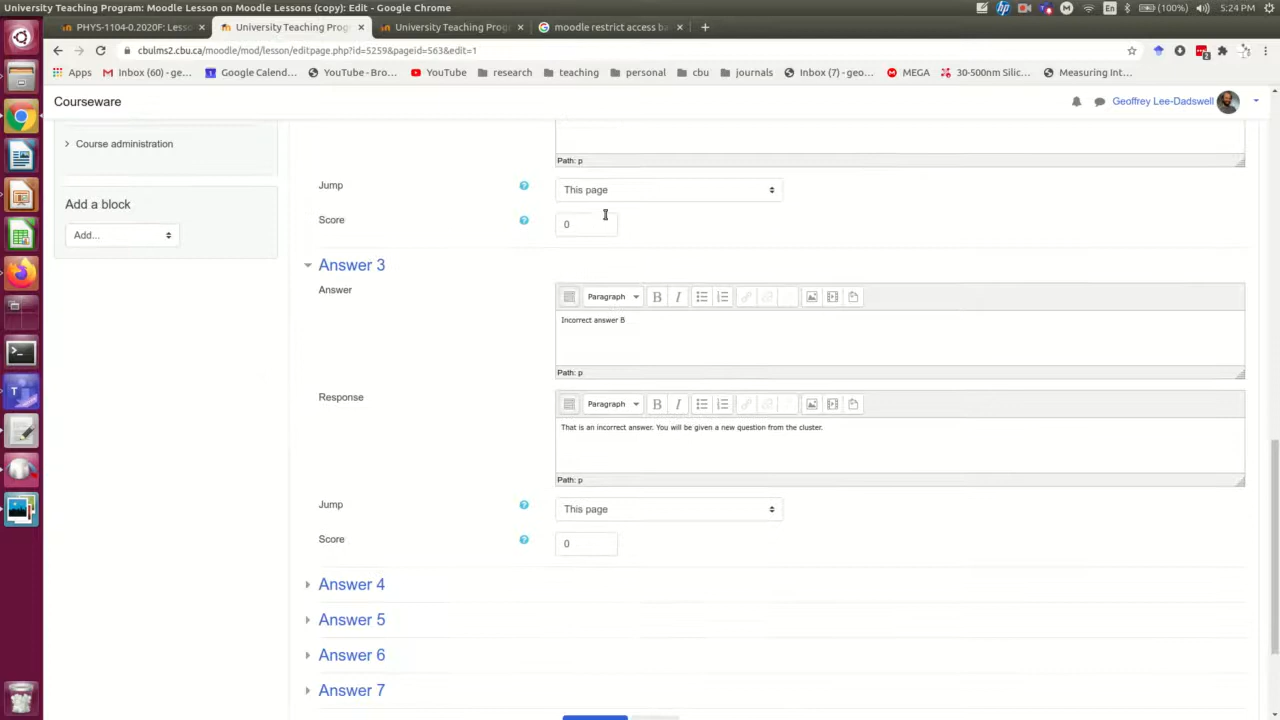 University Teaching Program: Moodle Lesson on Moodle Lessons (copy): Edit - Google Chrome
En
(100%)
5:24 PM
PHYS-1104-0.2020F: Lesso
University Teaching Prog
University Teaching Prog
moodle restrict access ba
cbulms2.cbu.ca/moodle/mod/lesson/editpage.php?id=5259&pageid=563&edit=1
Apps
Inbox (60) - ge...
Google Calend...
YouTube - Bro...
YouTube
research
teaching
personal
cbu
journals
Inbox (7) - geo...
MEGA
30-500nm Silic...
Measuring Int...
Courseware
Geoffrey Lee-Dadswell
Course administration
Path: p
Jump
This page
Add a block
Score
0
Add...
Answer 3
Answer
Paragraph
B
I
Incorrect answer B
Path: p
Response
Paragraph
B
I
That is an incorrect answer. You will be given a new question from the cluster.
Path: p
Jump
This page
Score
0
Answer 4
Answer 5
Answer 6
Answer 7